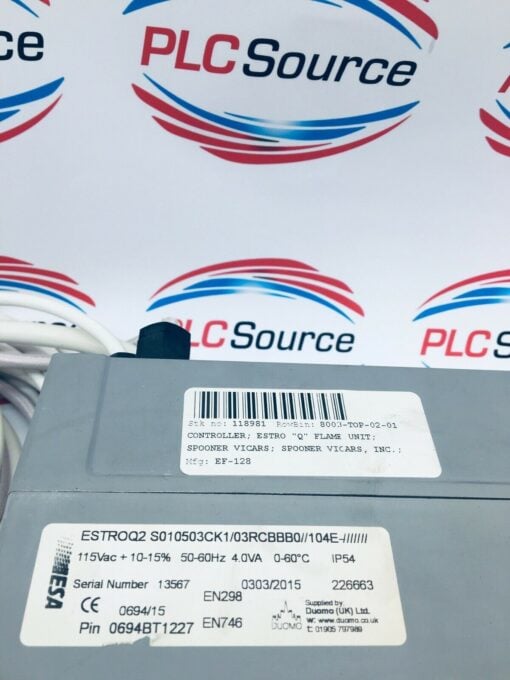 ce
PLCSource
PLCSource
PLCSo
Stk no: 118981 RowBin: 8003-TOP-02-01
CONTROLLER; ESTRO "Q" FLAME UNIT;
SPOONER VICARS; SPOONER VICARS, INC.;
Mfg: EF-128
ESTROQ2 S010503CK1/03RCBBB0//104E-///////
115Vac + 10-15% 50-60Hz 4.0VA 0-60°C IP54
Serial Number 13567 0303/2015 226663
ESA
CE 0694/15 EN298
Pin 0694BT1227 EN746
DUOMO
Supplied by
Duomo (UK) Ltd.
w: www.duomo.co.uk
t: 01905 797989